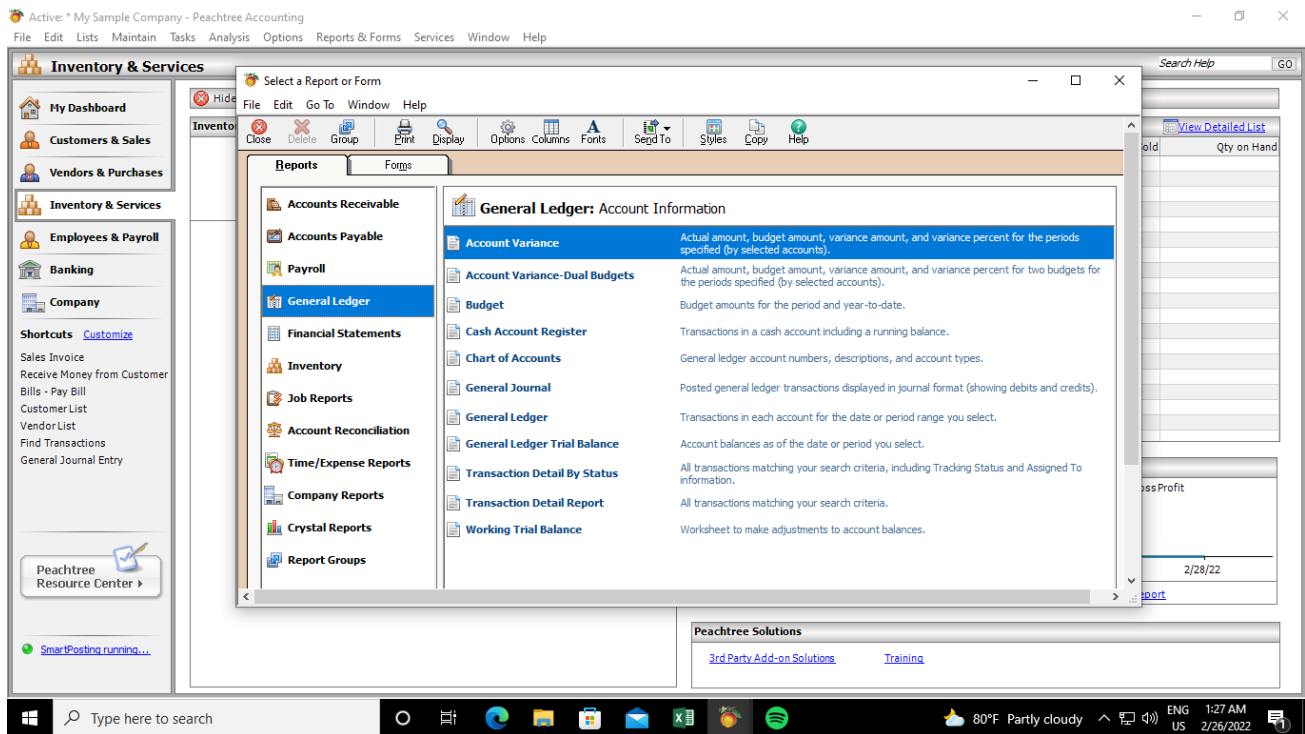 Active: * My Sample Company - Peachtree Accounting
File Edit Lists Maintain Tasks Analysis Options Reports & Forms Services Window Help
Inventory & Services
Search Help GO
My Dashboard
Customers & Sales
Vendors & Purchases
Inventory & Services
Employees & Payroll
Banking
Company
Shortcuts Customize
Sales Invoice
Receive Money from Customer
Bills - Pay Bill
Customer List
Vendor List
Find Transactions
General Journal Entry
Peachtree
Resource Center
SmartPosting running...
Hide
Invento
View Detailed List
old Qty on Hand
Select a Report or Form
File Edit Go To Window Help
Close Delete Group Print Display Options Columns Fonts Send To Styles Copy Help
Reports Forms
Accounts Receivable
Accounts Payable
Payroll
General Ledger
Financial Statements
Inventory
Job Reports
Account Reconciliation
Time/Expense Reports
Company Reports
Crystal Reports
Report Groups
General Ledger: Account Information
Account Variance Actual amount, budget amount, variance amount, and variance percent for the periods
specified (by selected accounts).
Account Variance-Dual Budgets Actual amount, budget amount, variance amount, and variance percent for two budgets for
the periods specified (by selected accounts).
Budget Budget amounts for the period and year-to-date.
Cash Account Register Transactions in a cash account including a running balance.
Chart of Accounts General ledger account numbers, descriptions, and account types.
General Journal Posted general ledger transactions displayed in journal format (showing debits and credits).
General Ledger Transactions in each account for the date or period range you select.
General Ledger Trial Balance Account balances as of the date or period you select.
Transaction Detail By Status All transactions matching your search criteria, including Tracking Status and Assigned To
information.
Transaction Detail Report All transactions matching your search criteria.
Working Trial Balance Worksheet to make adjustments to account balances.
oss Profit
2/28/22
eport
Peachtree Solutions
3rd Party Add-on Solutions Training
Type here to search
80°F Partly cloudy
ENG
US
1:27 AM
2/26/2022
1